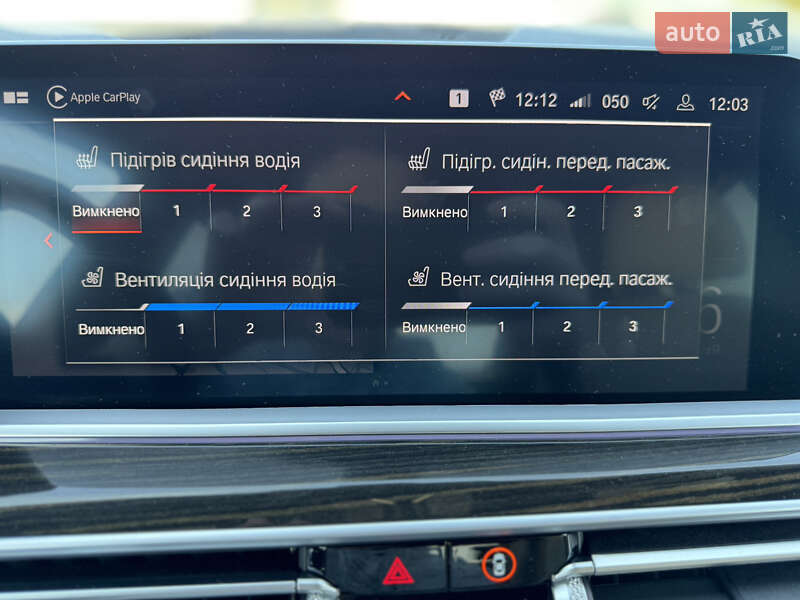 auto RIA .com
Apple CarPlay 1 12:12 050 12:03
Підігрів сидіння водія
Вимкнено 1 2 3
Підігр. сидін. перед. пасаж.
Вимкнено 1 2 3
Вентиляція сидіння водія
Вимкнено 1 2 3
Вент. сидіння перед. пасаж.
Вимкнено 1 2 3
6